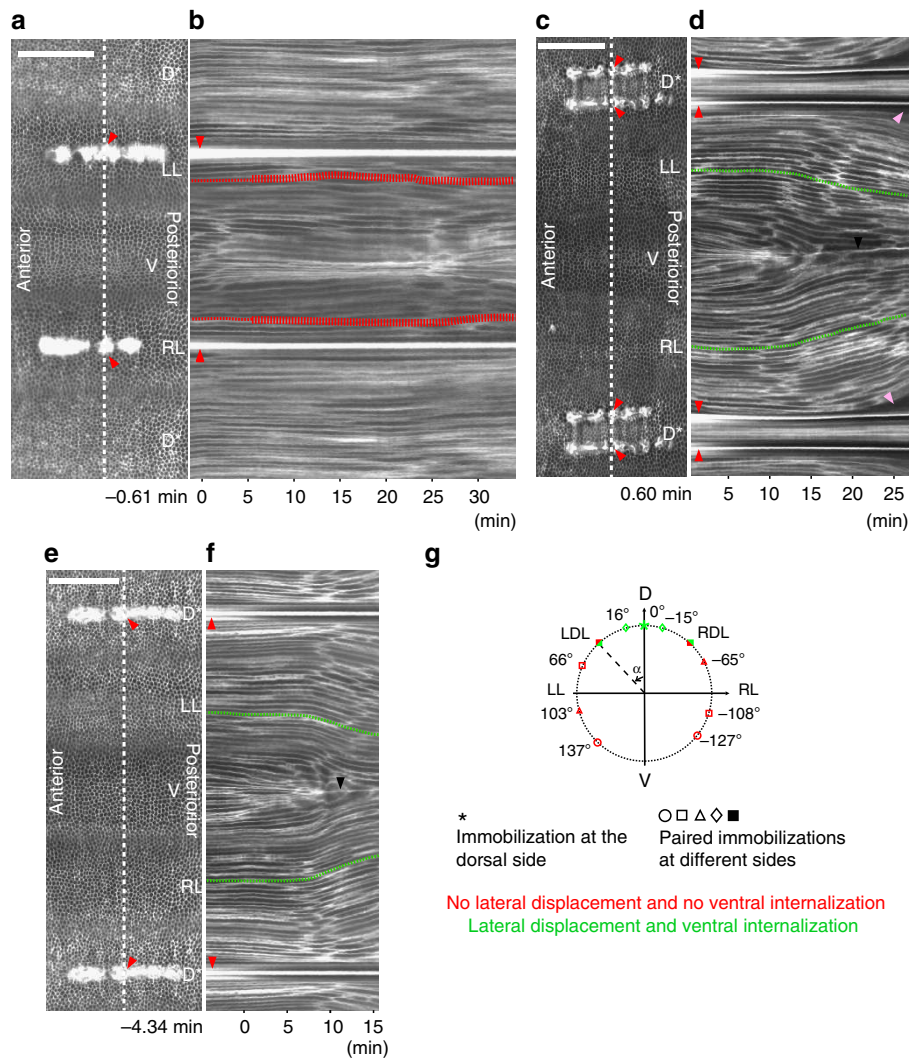 a
b
c
d
D*
LL
Anterior
V
Posteriorior
RL
D*
−0.61 min
0 5 10 15 20 25 30
(min)
D*
LL
Anterior
V
Posteriorior
RL
D*
0.60 min
5 10 15 20 25
(min)
e
f
g
D*
LL
Anterior
V
Posteriorior
RL
D*
−4.34 min
0 5 10 15
(min)
D
16° 0° −15°
LDL RDL
66° −65°
α
LL RL
103° −108°
137° −127°
V
*
Immobilization at the
dorsal side
Paired immobilizations
at different sides
No lateral displacement and no ventral internalization
Lateral displacement and ventral internalization